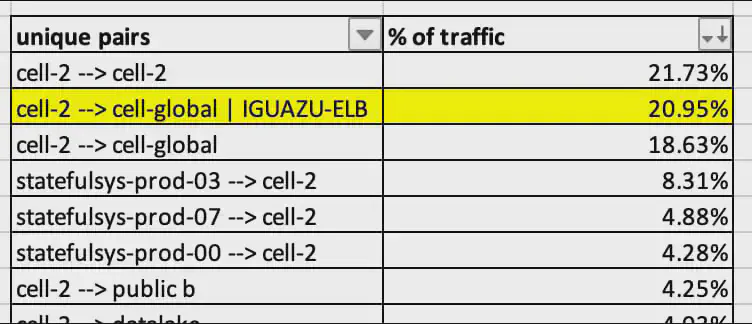 unique pairs % of traffic
cell-2 --> cell-2 21.73%
cell-2 --> cell-global | IGUAZU-ELB 20.95%
cell-2 --> cell-global 18.63%
statefulsys-prod-03 --> cell-2 8.31%
statefulsys-prod-07 --> cell-2 4.88%
statefulsys-prod-00 --> cell-2 4.28%
cell-2 --> public b 4.25%